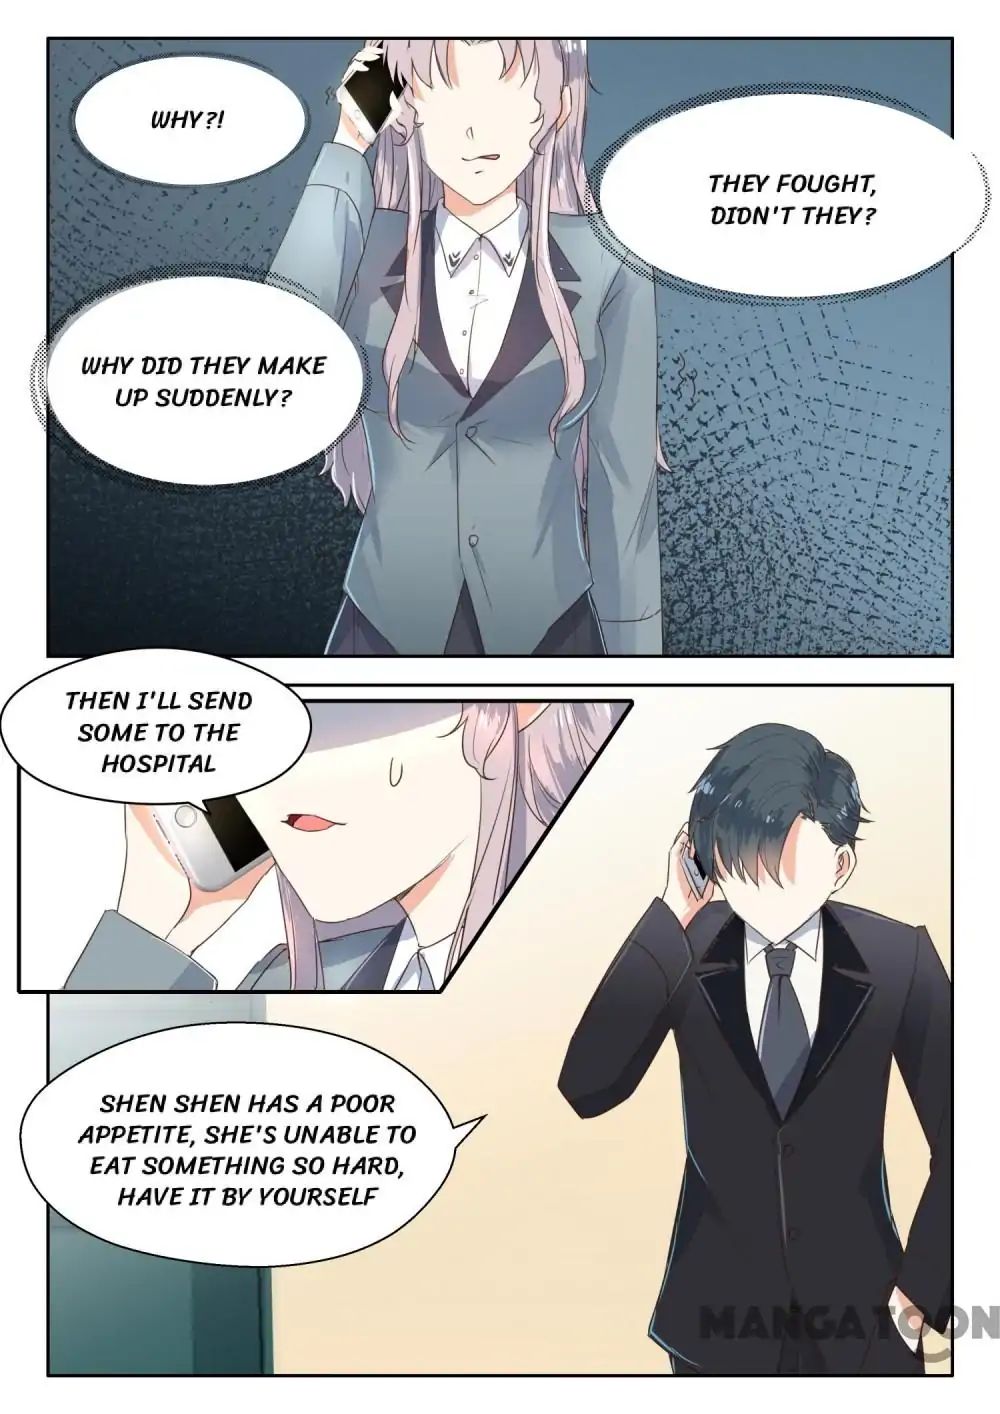 WHY?!
THEY FOUGHT,
DIDN'T THEY?
WHY DID THEY MAKE
UP SUDDENLY?
THEN I'LL SEND
SOME TO THE
HOSPITAL
SHEN SHEN HAS A POOR
APPETITE, SHE'S UNABLE TO
EAT SOMETHING SO HARD,
HAVE IT BY YOURSELF
MANGATOON